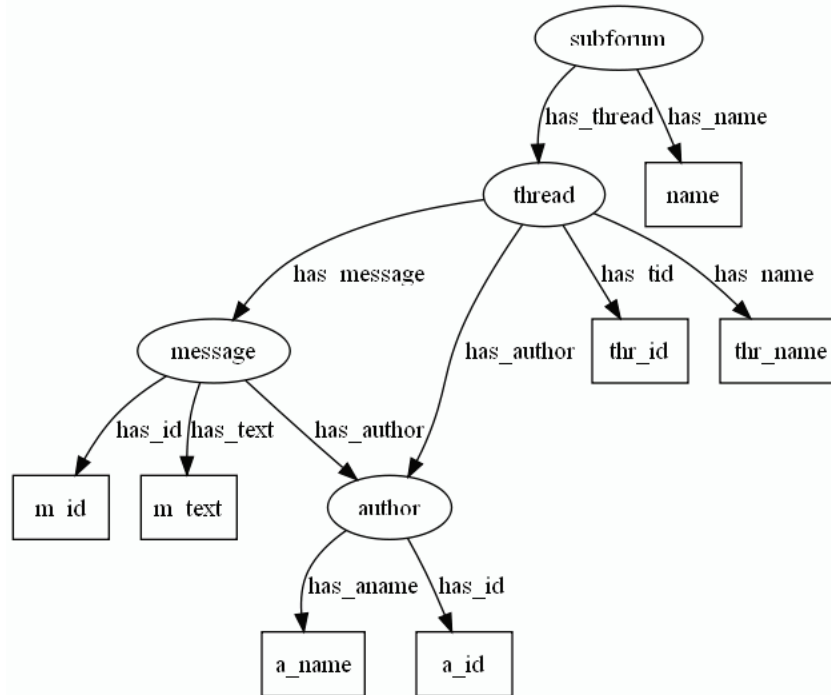 subforum
has_thread
has_name
thread
name
has_message
has_tid
has_name
has_author
message
thr_id
thr_name
has_id
has_text
has_author
m_id
m_text
author
has_aname
has_id
a_name
a_id